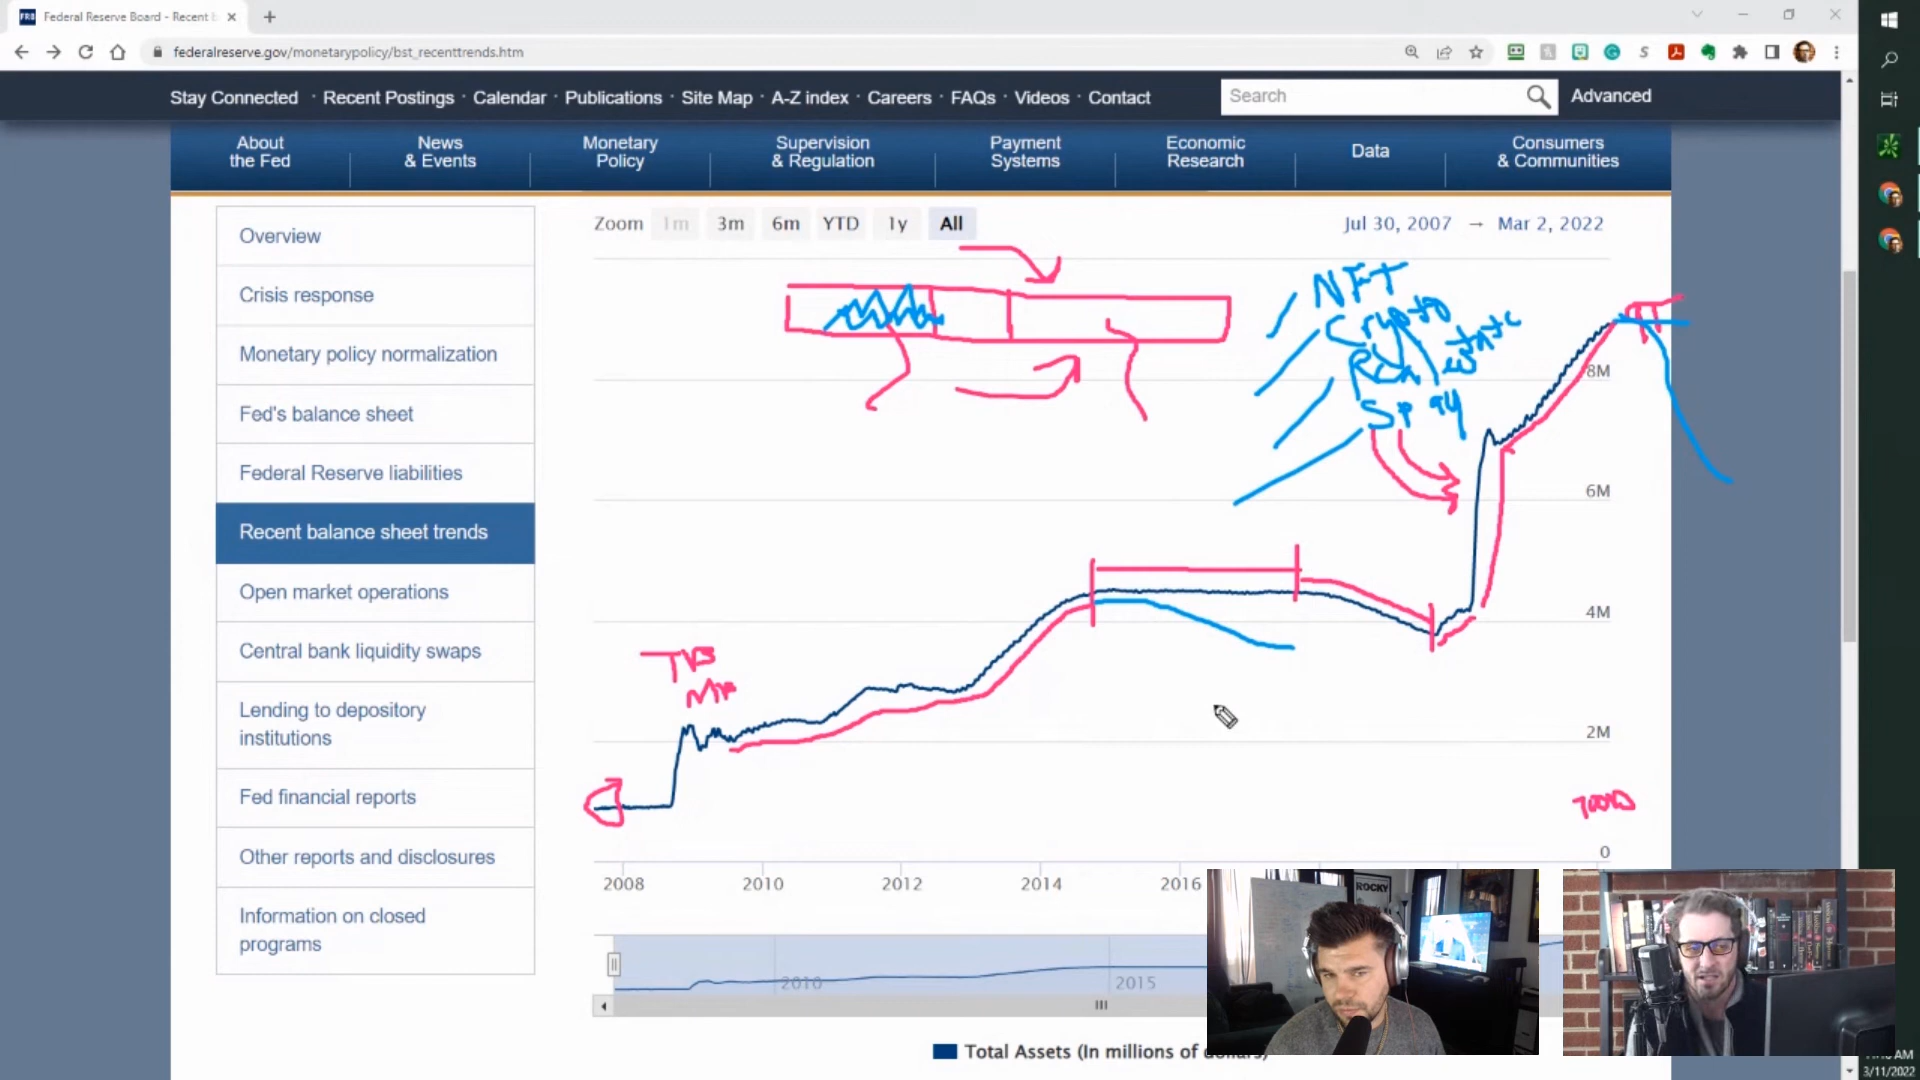 Federal Reserve Board - Recent b
federalreserve.gov/monetarypolicy/bst_recenttrends.htm
Stay Connected · Recent Postings · Calendar · Publications · Site Map · A-Z index · Careers · FAQs · Videos · Contact
Search
Advanced
About the Fed
News & Events
Monetary Policy
Supervision & Regulation
Payment Systems
Economic Research
Data
Consumers & Communities
Overview
Crisis response
Monetary policy normalization
Fed's balance sheet
Federal Reserve liabilities
Recent balance sheet trends
Open market operations
Central bank liquidity swaps
Lending to depository
institutions
Fed financial reports
Other reports and disclosures
Information on closed
programs
Zoom 1m 3m 6m YTD 1y All
Jul 30, 2007 → Mar 2, 2022
NFT
Crypto
8M
6M
4M
2M
0
2008 2010 2012 2014 2016
2010 2015
Total Assets (In millions of dollars)
ROCKY
3/11/2022